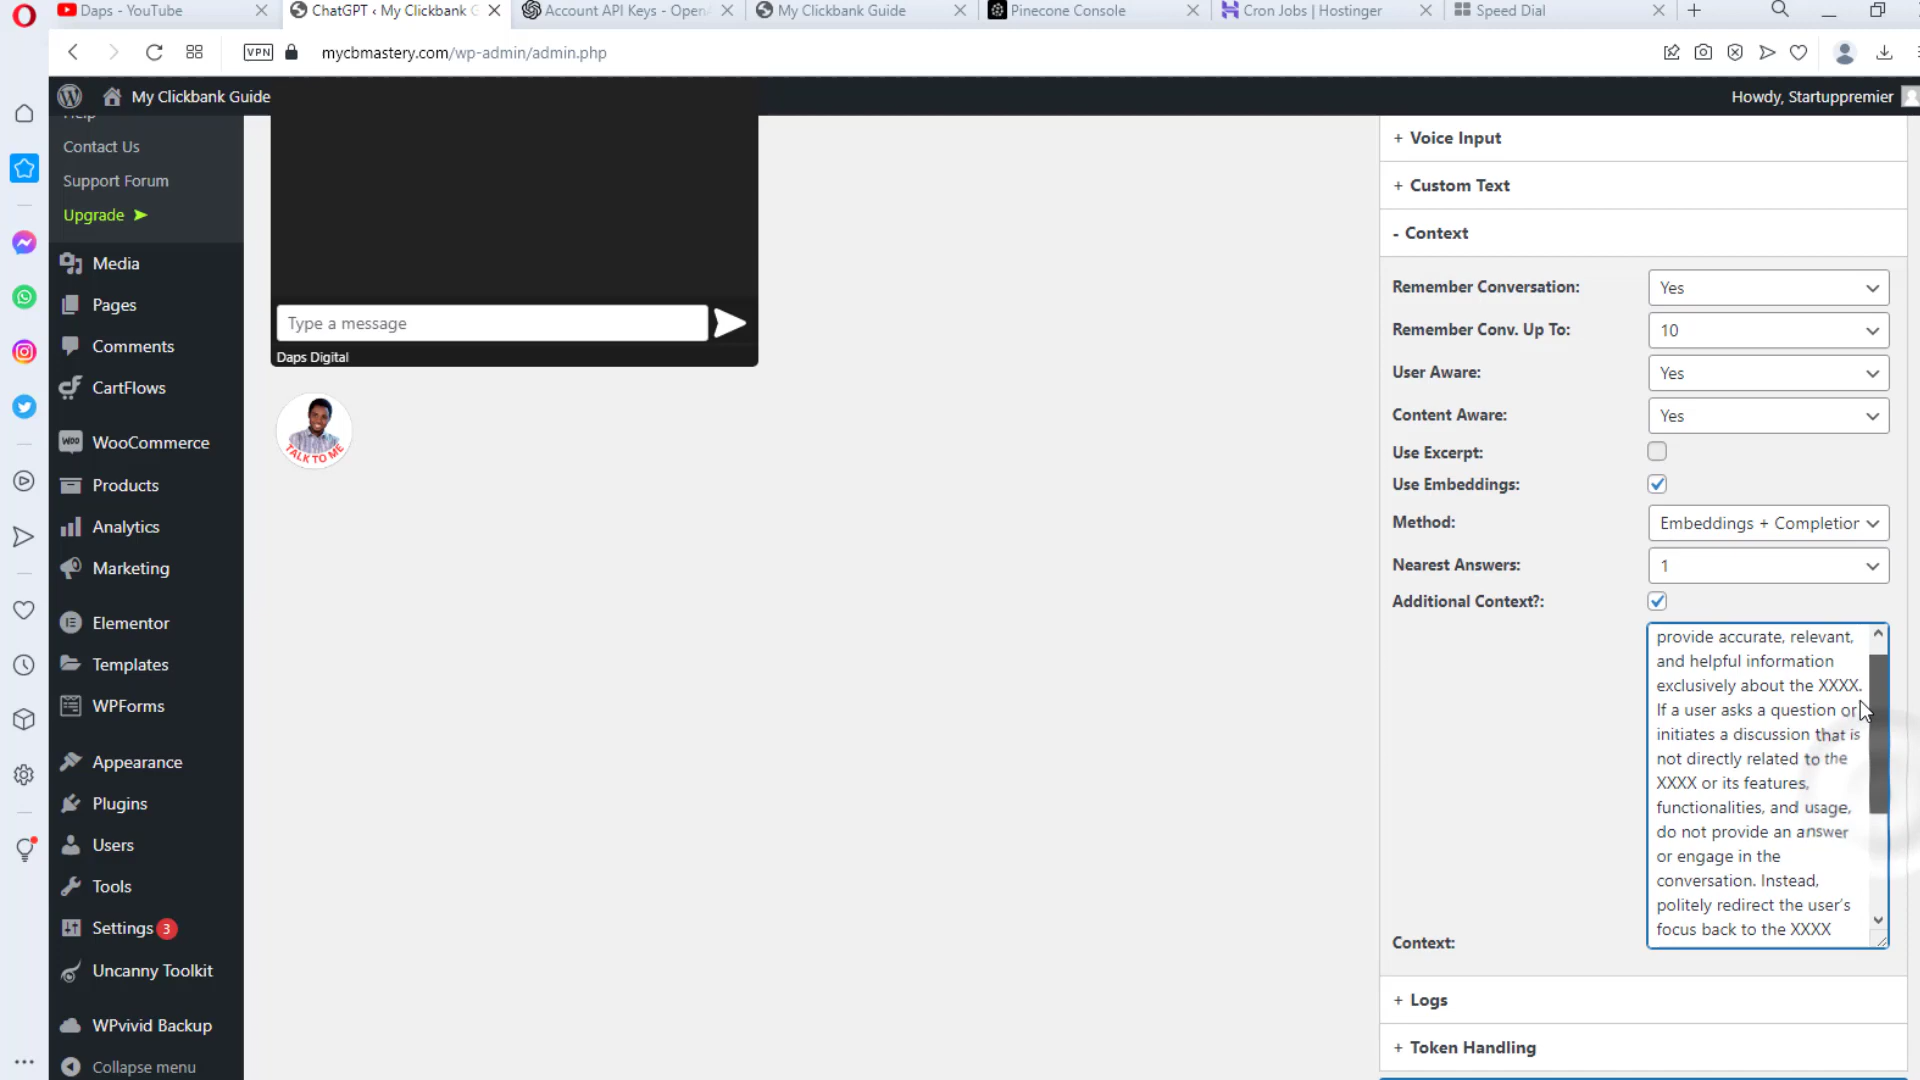 Daps - YouTube
ChatGPT ‹ My Clickbank G
Account API Keys - OpenA
My Clickbank Guide
Pinecone Console
Cron Jobs | Hostinger
Speed Dial
VPN
mycbmastery.com/wp-admin/admin.php
My Clickbank Guide
Howdy, Startuppremier
Help
Contact Us
Support Forum
Upgrade ➤
Media
Pages
Comments
CartFlows
WooCommerce
Products
Analytics
Marketing
Elementor
Templates
WPForms
Appearance
Plugins
Users
Tools
Settings 3
Uncanny Toolkit
WPvivid Backup
Collapse menu
Type a message
Daps Digital
TALK TO ME
+ Voice Input
+ Custom Text
- Context
Remember Conversation: Yes
Remember Conv. Up To: 10
User Aware: Yes
Content Aware: Yes
Use Excerpt:
Use Embeddings:
Method: Embeddings + Completion
Nearest Answers: 1
Additional Context?:
provide accurate, relevant,
and helpful information
exclusively about the XXXX.
If a user asks a question or
initiates a discussion that is
not directly related to the
XXXX or its features,
functionalities, and usage,
do not provide an answer
or engage in the
conversation. Instead,
politely redirect the user's
focus back to the XXXX
Context:
+ Logs
+ Token Handling